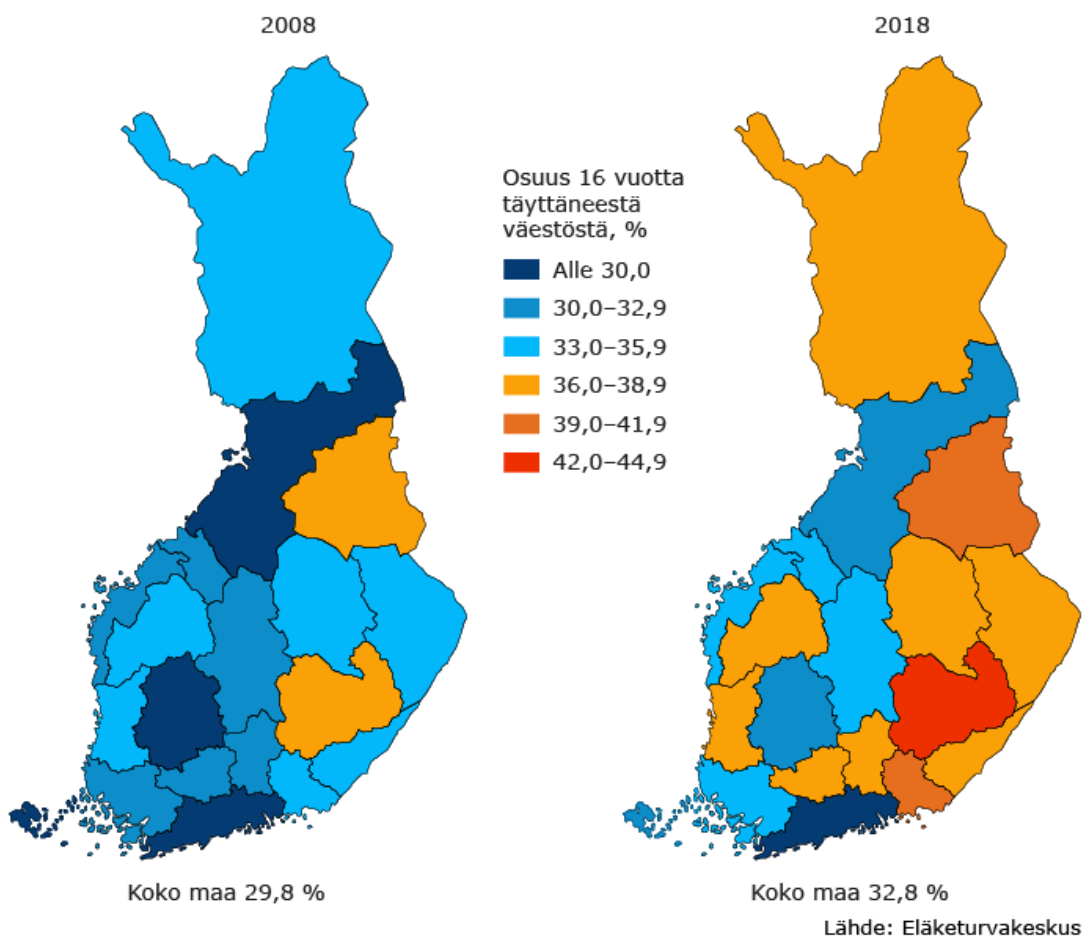 2008
2018
Osuus 16 vuotta
täyttäneestä
väestöstä, %
Alle 30,0
30,0–32,9
33,0–35,9
36,0–38,9
39,0–41,9
42,0–44,9
Koko maa 29,8 %
Koko maa 32,8 %
Lähde: Eläketurvakeskus